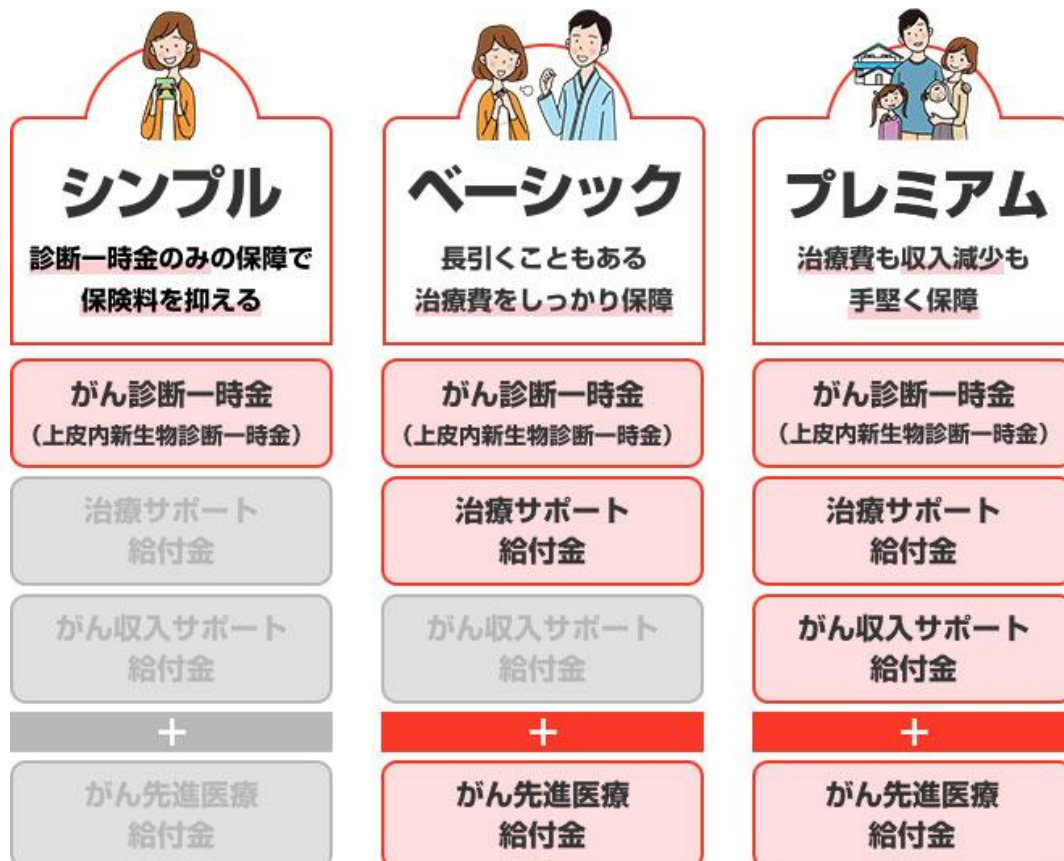 シンプル
診断一時金のみの保障で
保険料を抑える
がん診断一時金
（上皮内新生物診断一時金）
治療サポート
給付金
がん収入サポート
給付金
+
がん先進医療
給付金
ベーシック
長引くこともある
治療費をしっかり保障
がん診断一時金
（上皮内新生物診断一時金）
治療サポート
給付金
がん収入サポート
給付金
+
がん先進医療
給付金
プレミアム
治療費も収入減少も
手堅く保障
がん診断一時金
（上皮内新生物診断一時金）
治療サポート
給付金
がん収入サポート
給付金
+
がん先進医療
給付金